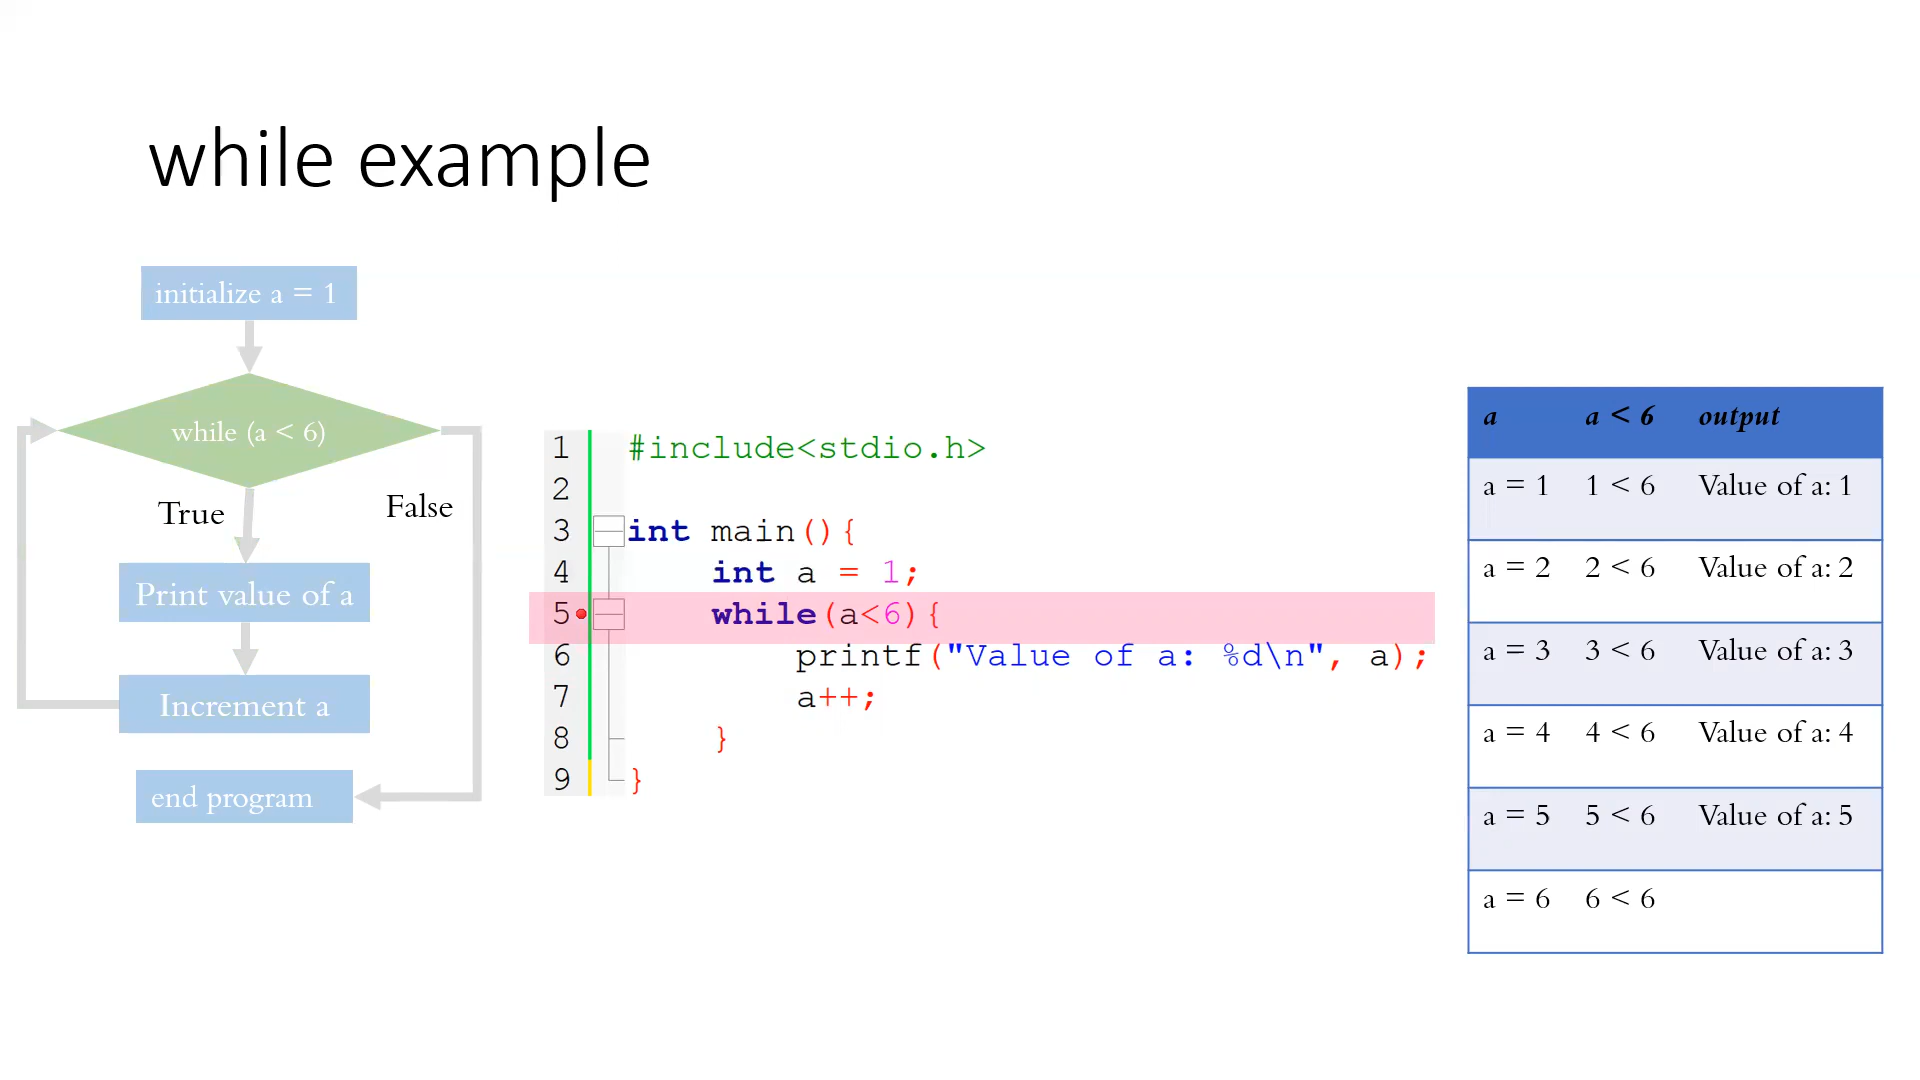 while example
initialize a = 1
while (a < 6)
True
False
Print value of a
Increment a
end program
1 #include<stdio.h>
2
3 int main(){
4 int a = 1;
5 while(a<6){
6 printf("Value of a: %d\n", a);
7 a++;
8 }
9 }
a a < 6 output
a = 1 1 < 6 Value of a: 1
a = 2 2 < 6 Value of a: 2
a = 3 3 < 6 Value of a: 3
a = 4 4 < 6 Value of a: 4
a = 5 5 < 6 Value of a: 5
a = 6 6 < 6